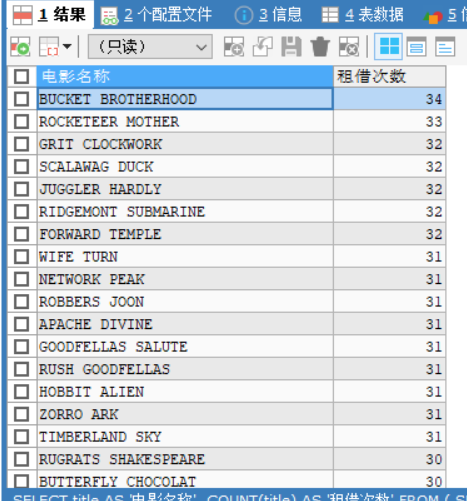 1 结果 2 个配置文件 3 信息 4 表数据 5
（只读）
电影名称 租借次数
BUCKET BROTHERHOOD 34
ROCKETEER MOTHER 33
GRIT CLOCKWORK 32
SCALAWAG DUCK 32
JUGGLER HARDLY 32
RIDGEMONT SUBMARINE 32
FORWARD TEMPLE 32
WIFE TURN 31
NETWORK PEAK 31
ROBBERS JOON 31
APACHE DIVINE 31
GOODFELLAS SALUTE 31
RUSH GOODFELLAS 31
HOBBIT ALIEN 31
ZORRO ARK 31
TIMBERLAND SKY 31
RUGRATS SHAKESPEARE 30
BUTTERFLY CHOCOLAT 30
SELECT title AS '电影名称', COUNT(title) AS '租借次数' FROM (